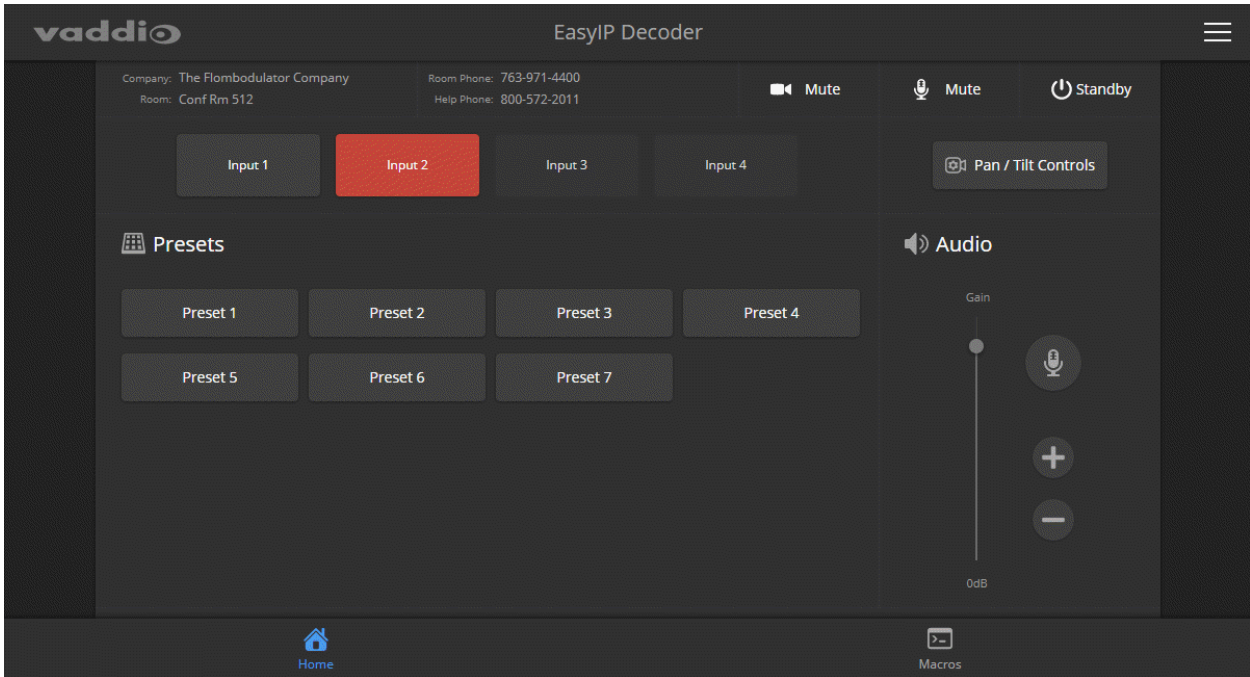 vaddio
EasyIP Decoder
Company: The Flombodulator Company
Room Phone: 763-971-4400
Room: Conf Rm 512
Help Phone: 800-572-2011
Mute
Mute
Standby
Input 1
Input 2
Input 3
Input 4
Pan / Tilt Controls
Presets
Audio
Preset 1
Preset 2
Preset 3
Preset 4
Preset 5
Preset 6
Preset 7
Gain
0dB
Home
Macros